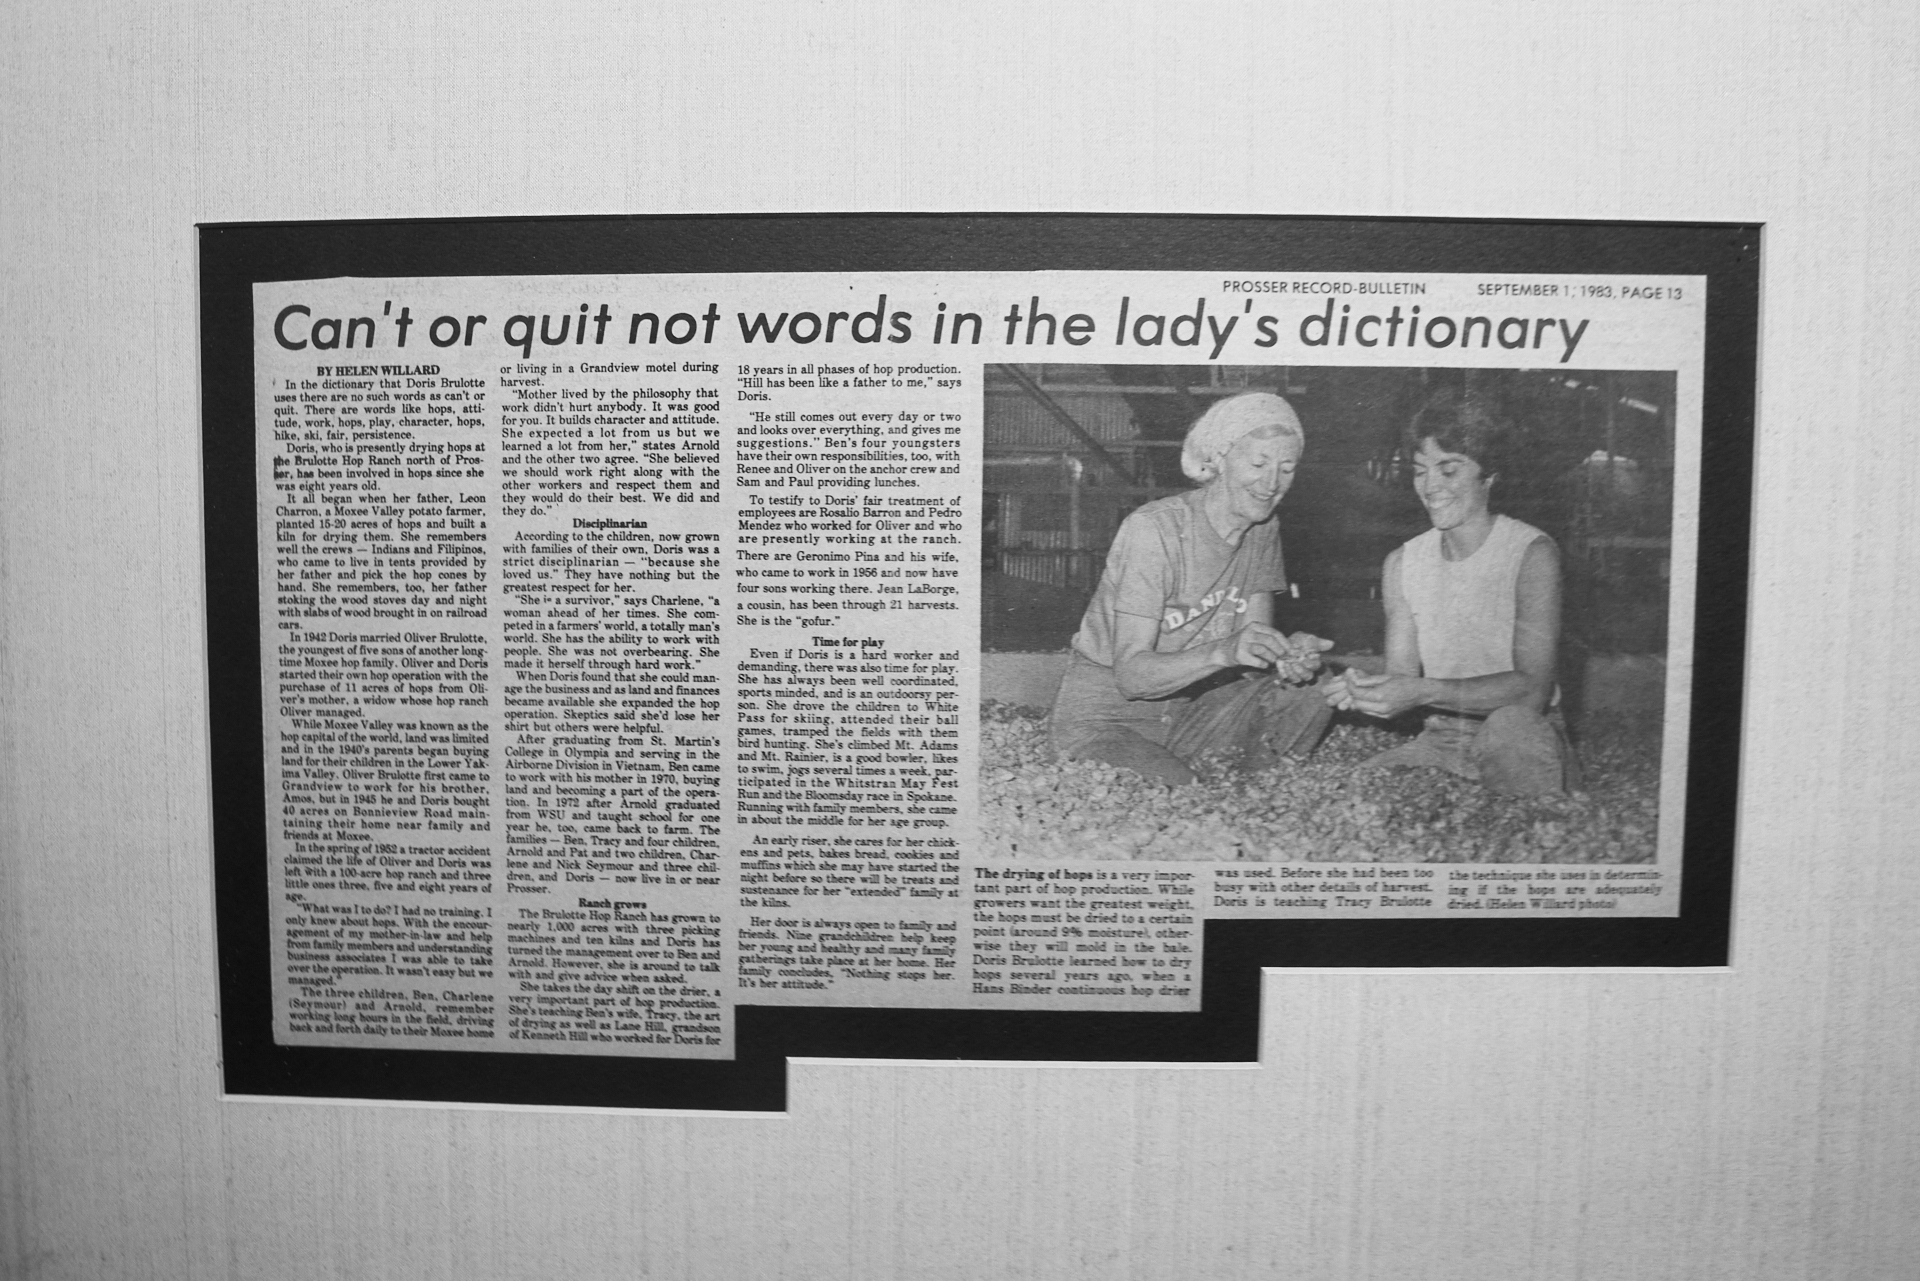 PROSSER RECORD-BULLETIN SEPTEMBER 1, 1983, PAGE 13
Can't or quit not words in the lady's dictionary
BY HELEN WILLARD
In the dictionary that Doris Brulotte
uses there are no such words as can't or
quit. There are words like hops, atti-
tude, work, hops, play, character, hops,
hike, ski, fair, persistence.
Doris, who is presently drying hops at
the Brulotte Hop Ranch north of Pros-
ser, has been involved in hops since she
was eight years old.
It all began when her father, Leon
Charron, a Moxee Valley potato farmer,
planted 15-20 acres of hops and built a
kiln for drying them. She remembers
well the crews — Indians and Filipinos,
who came to live in tents provided by
her father and pick the hop cones by
hand. She remembers, too, her father
stoking the wood stoves day and night
with slabs of wood brought in on railroad
cars.
In 1942 Doris married Oliver Brulotte,
the youngest of five sons of another long-
time Moxee hop family. Oliver and Doris
started their own hop operation with the
purchase of 11 acres of hops from Oli-
ver's mother, a widow whose hop ranch
Oliver managed.
While Moxee Valley was known as the
hop capital of the world, land was limited
and in the 1940's parents began buying
land for their children in the Lower Yak-
ima Valley. Oliver Brulotte first came to
Grandview to work for his brother,
Amos, but in 1945 he and Doris bought
40 acres on Bonnieview Road main-
taining their home near family and
friends at Moxee.
In the spring of 1952 a tractor accident
claimed the life of Oliver and Doris was
left with a 100-acre hop ranch and three
little ones three, five and eight years of
age.
"What was I to do? I had no training. I
only knew about hops. With the encour-
agement of my mother-in-law and help
from family members and understanding
business associates I was able to take
over the operation. It wasn't easy but we
managed."
The three children, Ben, Charlene
(Seymour) and Arnold, remember
working long hours in the field, driving
back and forth daily to their Moxee home
or living in a Grandview motel during
harvest.
"Mother lived by the philosophy that
work didn't hurt anybody. It was good
for you. It builds character and attitude.
She expected a lot from us but we
learned a lot from her," states Arnold
and the other two agree. "She believed
we should work right along with the
other workers and respect them and
they would do their best. We did and
they do."
Disciplinarian
According to the children, now grown
with families of their own, Doris was a
strict disciplinarian — "because she
loved us." They have nothing but the
greatest respect for her.
"She is a survivor," says Charlene, "a
woman ahead of her times. She com-
peted in a farmers' world, a totally man's
world. She has the ability to work with
people. She was not overbearing. She
made it herself through hard work."
When Doris found that she could man-
age the business and as land and finances
became available she expanded the hop
operation. Skeptics said she'd lose her
shirt but others were helpful.
After graduating from St. Martin's
College in Olympia and serving in the
Airborne Division in Vietnam, Ben came
to work with his mother in 1970, buying
land and becoming a part of the opera-
tion. In 1972 after Arnold graduated
from WSU and taught school for one
year he, too, came back to farm. The
families — Ben, Tracy and four children,
Arnold and Pat and two children, Char-
lene and Nick Seymour and three chil-
dren, and Doris — now live in or near
Prosser.
Ranch grows
The Brulotte Hop Ranch has grown to
nearly 1,000 acres with three picking
machines and ten kilns and Doris has
turned the management over to Ben and
Arnold. However, she is around to talk
with and give advice when asked.
She takes the day shift on the drier, a
very important part of hop production.
She's teaching Ben's wife, Tracy, the art
of drying as well as Lane Hill, grandson
of Kenneth Hill who worked for Doris for
18 years in all phases of hop production.
"Hill has been like a father to me," says
Doris.
"He still comes out every day or two
and looks over everything, and gives me
suggestions." Ben's four youngsters
have their own responsibilities, too, with
Renee and Oliver on the anchor crew and
Sam and Paul providing lunches.
To testify to Doris' fair treatment of
employees are Rosalio Barron and Pedro
Mendez who worked for Oliver and who
are presently working at the ranch.
There are Geronimo Pina and his wife,
who came to work in 1956 and now have
four sons working there. Jean LaBorge,
a cousin, has been through 21 harvests.
She is the "gofur."
Time for play
Even if Doris is a hard worker and
demanding, there was also time for play.
She has always been well coordinated,
sports minded, and is an outdoorsy per-
son. She drove the children to White
Pass for skiing, attended their ball
games, tramped the fields with them
bird hunting. She's climbed Mt. Adams
and Mt. Rainier, is a good bowler, likes
to swim, jogs several times a week, par-
ticipated in the Whitstran May Fest
Run and the Bloomsday race in Spokane.
Running with family members, she came
in about the middle for her age group.
An early riser, she cares for her chick-
ens and pets, bakes bread, cookies and
muffins which she may have started the
night before so there will be treats and
sustenance for her "extended" family at
the kilns.
Her door is always open to family and
friends. Nine grandchildren help keep
her young and healthy and many family
gatherings take place at her home. Her
family concludes, "Nothing stops her.
It's her attitude."
The drying of hops is a very impor-
tant part of hop production. While
growers want the greatest weight,
the hops must be dried to a certain
point (around 9% moisture), other-
wise they will mold in the bale.
Doris Brulotte learned how to dry
hops several years ago, when a
Hans Binder continuous hop drier
was used. Before she had been too
busy with other details of harvest.
Doris is teaching Tracy Brulotte
the technique she uses in determin-
ing if the hops are adequately
dried. (Helen Willard photo)